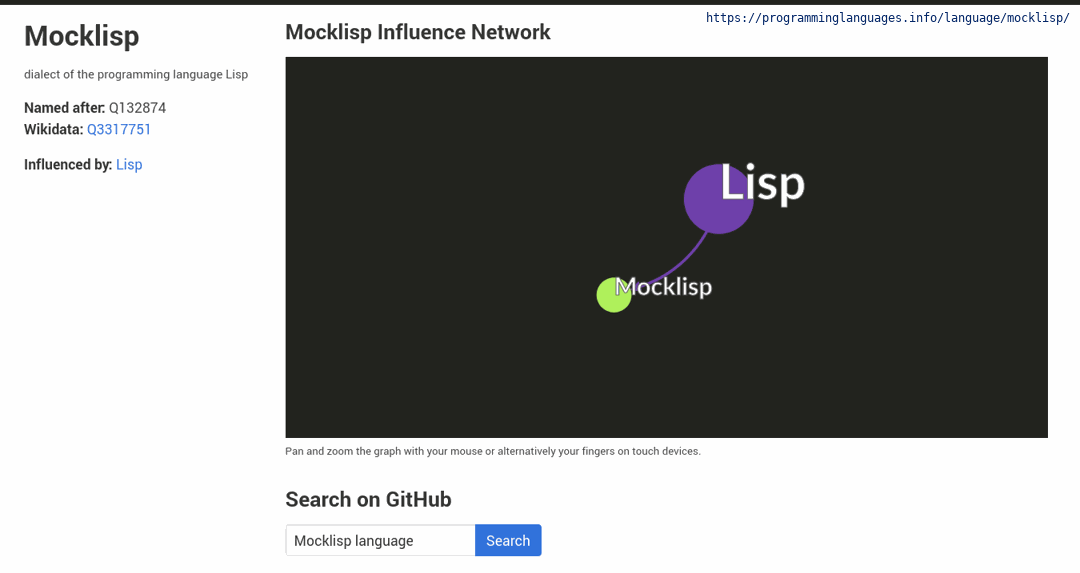 https://programminglanguages.info/language/mocklisp/
Mocklisp
dialect of the programming language Lisp
Named after: Q132874
Wikidata: Q3317751
Influenced by: Lisp
Mocklisp Influence Network
Lisp
Mocklisp
Pan and zoom the graph with your mouse or alternatively your fingers on touch devices.
Search on GitHub
Mocklisp language
Search